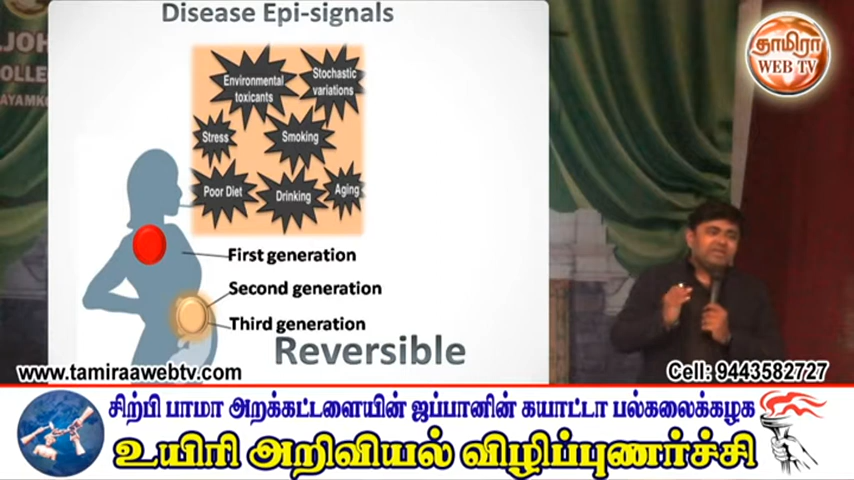 Disease Epi-signals
Environmental
toxicants
Stochastic
variations
Stress
Smoking
Poor Diet
Drinking
Aging
First generation
Second generation
Third generation
Reversible
தாமிரா
WEB TV
www.tamiraawebtv.com
Cell: 9443582727
சிற்பி பாமா அறக்கட்டளையின் ஜப்பானின் கயாட்டா பல்கலைக்கழக
உயிரி அறிவியல் விழிப்புணர்ச்சி